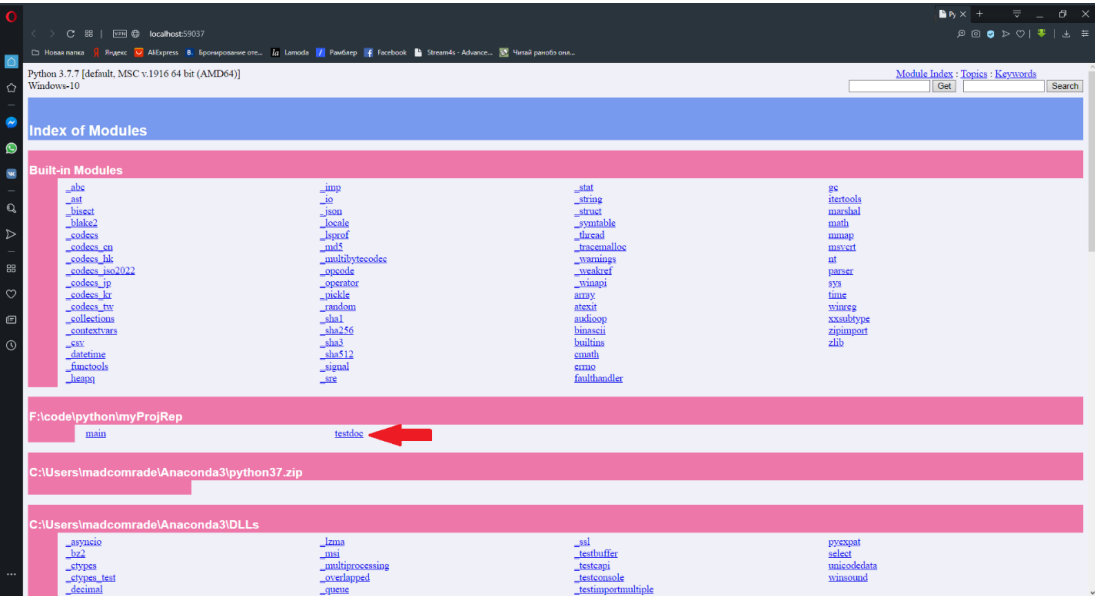 Py
localhost:59037
VPN
Новая папка Яндекс AliExpress B. Бронирование оте... la Lamoda Рамблер Facebook Stream4s - Advance... Читай ранобэ онл...
Python 3.7.7 [default, MSC v.1916 64 bit (AMD64)]
Windows-10
Module Index : Topics : Keywords
Get Search
Index of Modules
Built-in Modules
_abc _imp _stat gc
_ast _io _string itertools
_bisect _json _struct marshal
_blake2 _locale _symtable math
_codecs _lsprof _thread mmap
_codecs_cn _md5 _tracemalloc msvcrt
_codecs_hk _multibytecodec _warnings nt
_codecs_iso2022 _opcode _weakref parser
_codecs_jp _operator _winapi sys
_codecs_kr _pickle array time
_codecs_tw _random atexit winreg
_collections _sha1 audioop xxsubtype
_contextvars _sha256 binascii zipimport
_csv _sha3 builtins zlib
_datetime _sha512 cmath
_functools _signal errno
_heapq _sre faulthandler
F:\code\python\myProjRep
main testdoc
C:\Users\madcomrade\Anaconda3\python37.zip
C:\Users\madcomrade\Anaconda3\DLLs
_asyncio _lzma _ssl pyexpat
_bz2 _msi _testbuffer select
_ctypes _multiprocessing _testcapi unicodedata
_ctypes_test _overlapped _testconsole winsound
_decimal _queue _testimportmultiple